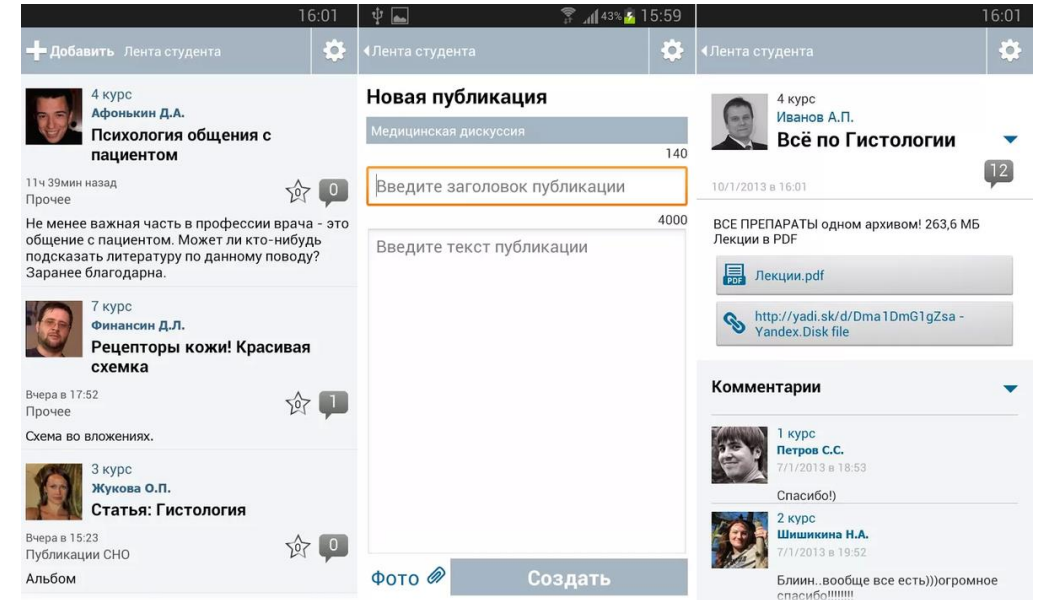 16:01
Добавить Лента студента
4 курс
Афонькин Д.А.
Психология общения с
пациентом
11ч 39мин назад
Прочее
0
0
Не менее важная часть в профессии врача - это
общение с пациентом. Может ли кто-нибудь
подсказать литературу по данному поводу?
Заранее благодарна.
7 курс
Финансин Д.Л.
Рецепторы кожи! Красивая
схемка
Вчера в 17:52
Прочее
0
1
Схема во вложениях.
3 курс
Жукова О.П.
Статья: Гистология
Вчера в 15:23
Публикации СНО
0
0
Альбом
43% 15:59
Лента студента
Новая публикация
Медицинская дискуссия
140
Введите заголовок публикации
4000
Введите текст публикации
Фото
Создать
16:01
Лента студента
4 курс
Иванов А.П.
Всё по Гистологии
12
10/1/2013 в 16:01
ВСЕ ПРЕПАРАТЫ одном архивом! 263,6 МБ
Лекции в PDF
PDF Лекции.pdf
http://yadi.sk/d/Dma1DmG1gZsa -
Yandex.Disk file
Комментарии
1 курс
Петров С.С.
7/1/2013 в 18:53
Спасибо!)
2 курс
Шишикина Н.А.
7/1/2013 в 19:52
Блиин..вообще все есть)))огромное
спасибо!!!!!!!!